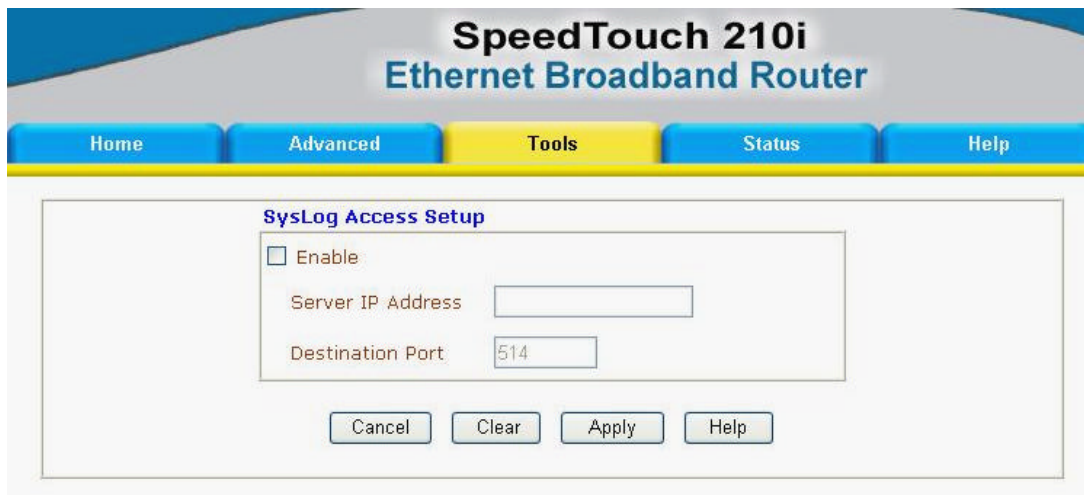 SpeedTouch 210i
Ethernet Broadband Router
Home Advanced Tools Status Help
SysLog Access Setup
Enable
Server IP Address
Destination Port 514
Cancel Clear Apply Help